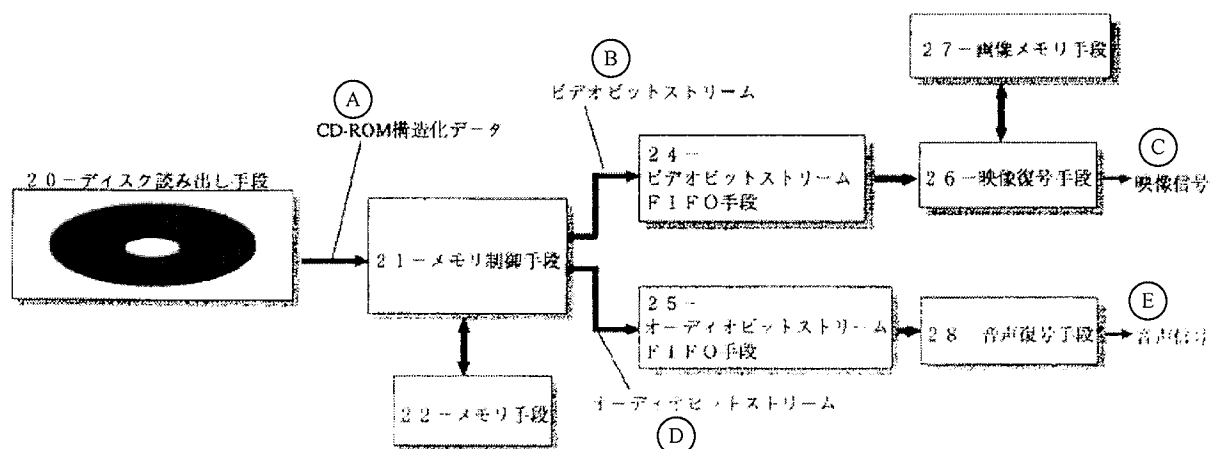 20－ディスク読み出し手段
A
CD-ROM構造化データ
21－メモリ制御手段
22－メモリ手段
B
ビデオビットストリーム
24－
ビデオビットストリーム
FIFO手段
27－画像メモリ手段
26－映像復号手段
C
映像信号
25－
オーディオビットストリーム
FIFO手段
オーディオビットストリーム
D
28 音声復号手段
E
音声信号